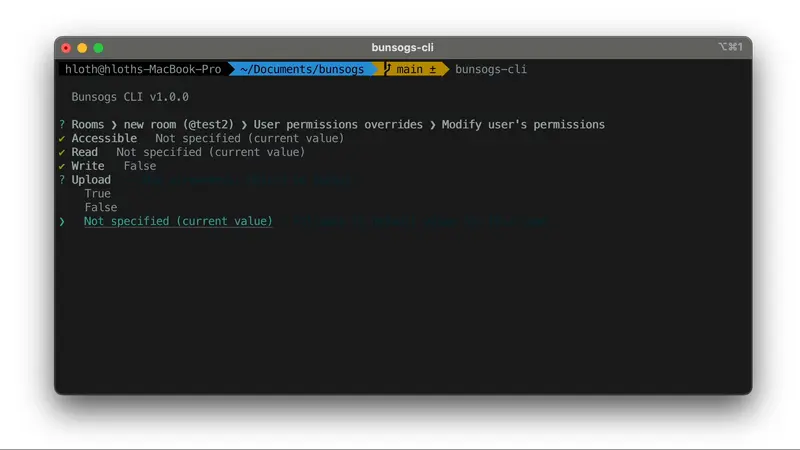 bunsogs-cli
⌥⌘1
hloth@hloths-MacBook-Pro ~/Documents/bunsogs main ± bunsogs-cli
Bunsogs CLI v1.0.0
? Rooms ❯ new room (@test2) ❯ User permissions overrides ❯ Modify user's permissions
✔ Accessible Not specified (current value)
✔ Read Not specified (current value)
✔ Write False
? Upload
True
False
❯ Not specified (current value)